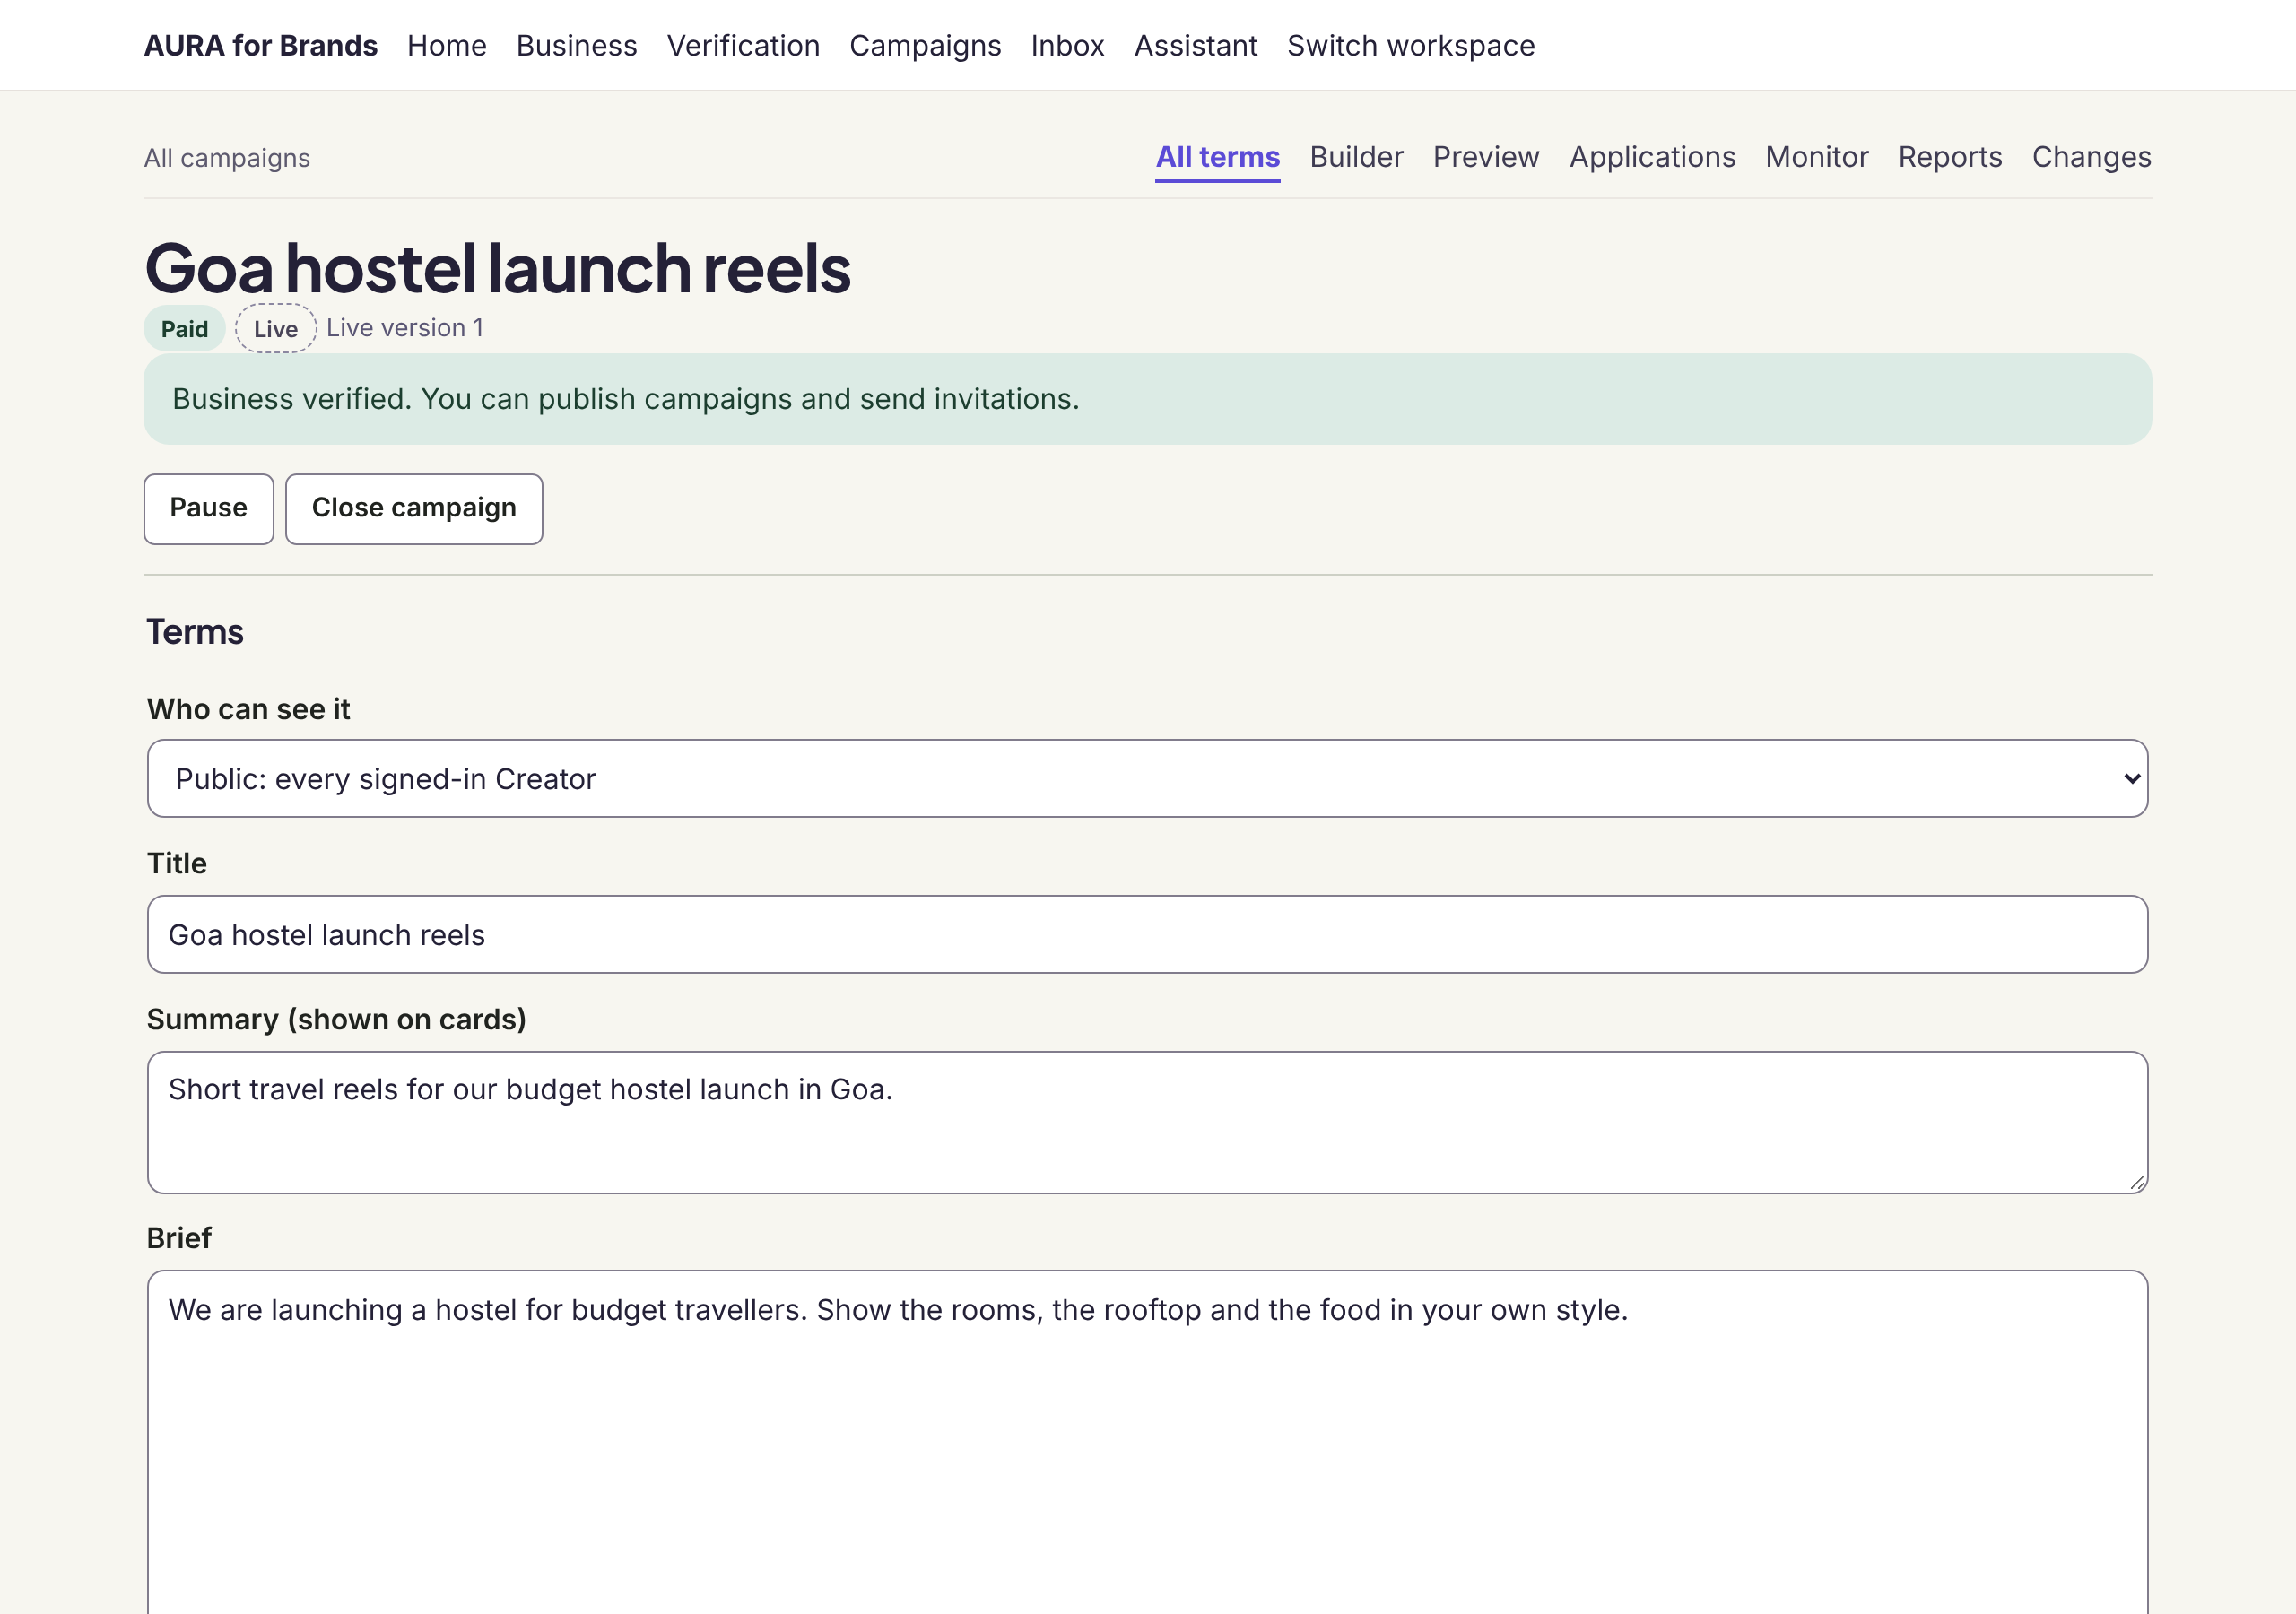 AURA for Brands Home Business Verification Campaigns Inbox Assistant Switch workspace
All campaigns All terms Builder Preview Applications Monitor Reports Changes
Goa hostel launch reels
Paid Live Live version 1
Business verified. You can publish campaigns and send invitations.
Pause Close campaign
Terms
Who can see it
Public: every signed-in Creator
Title
Goa hostel launch reels
Summary (shown on cards)
Short travel reels for our budget hostel launch in Goa.
Brief
We are launching a hostel for budget travellers. Show the rooms, the rooftop and the food in your own style.